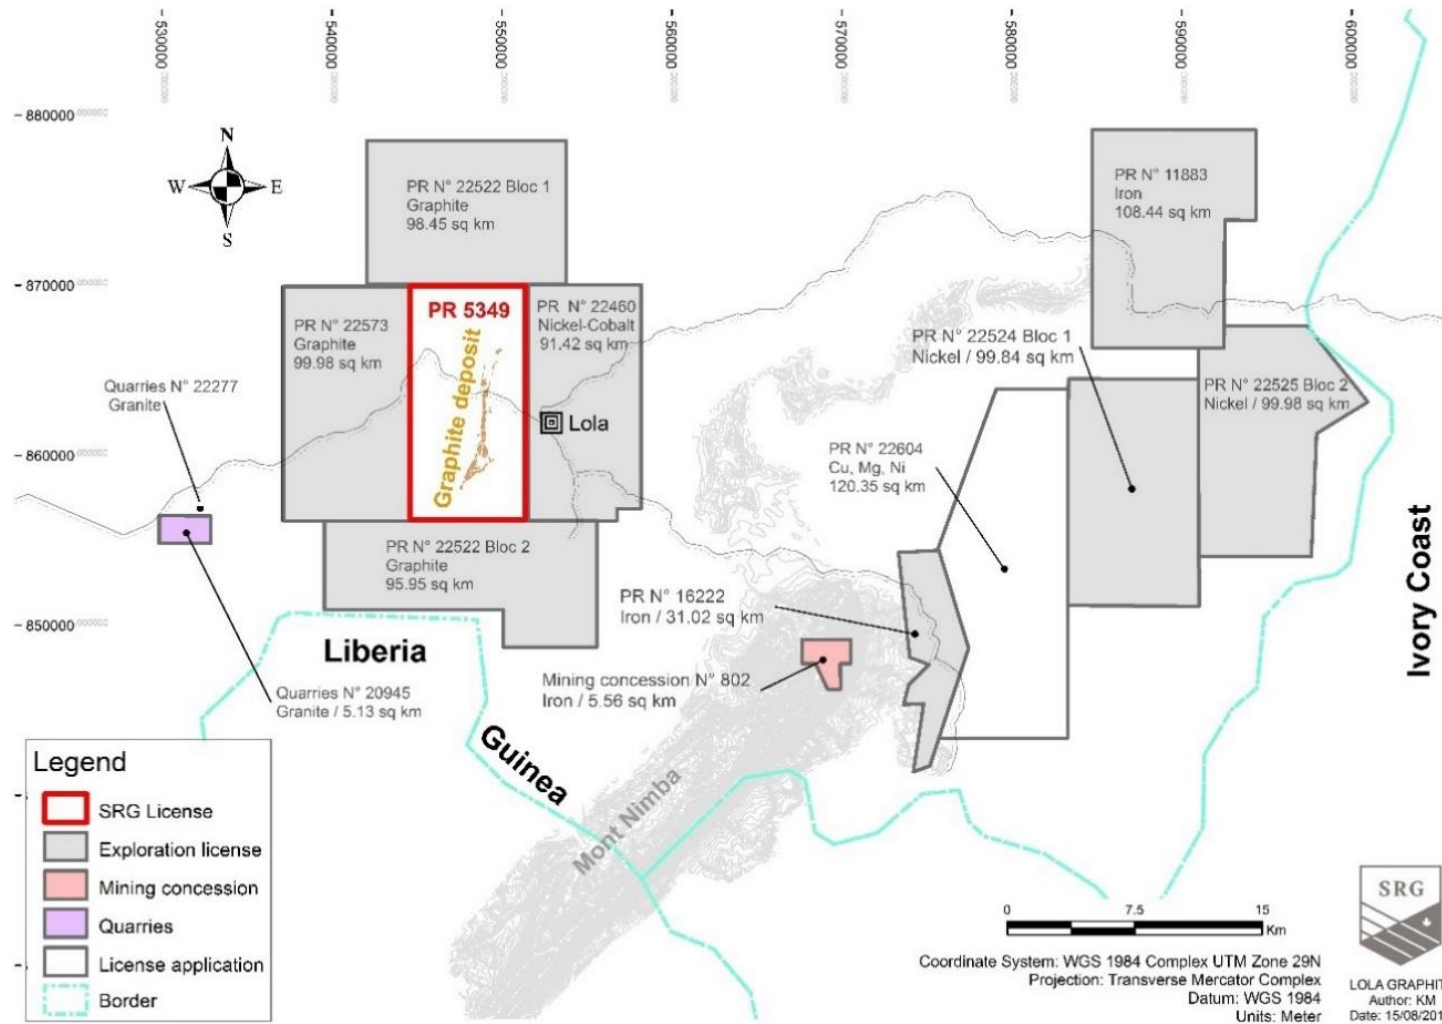 530000
540000
550000
560000
570000
580000
590000
600000
880000
870000
860000
850000
N
W
E
S
PR N° 22522 Bloc 1
Graphite
98.45 sq km
PR N° 11883
Iron
108.44 sq km
PR N° 22573
Graphite
99.98 sq km
PR 5349
Graphite deposit
PR N° 22460
Nickel-Cobalt
91.42 sq km
Lola
PR N° 22524 Bloc 1
Nickel / 99.84 sq km
PR N° 22525 Bloc 2
Nickel / 99.98 sq km
Quarries N° 22277
Granite
PR N° 22604
Cu, Mg, Ni
120.35 sq km
PR N° 22522 Bloc 2
Graphite
95.95 sq km
PR N° 16222
Iron / 31.02 sq km
Mining concession N° 802
Iron / 5.56 sq km
Quarries N° 20945
Granite / 5.13 sq km
Liberia
Guinea
Ivory Coast
Mont Nimba
Legend
SRG License
Exploration license
Mining concession
Quarries
License application
Border
0 7.5 15
Km
Coordinate System: WGS 1984 Complex UTM Zone 29N
Projection: Transverse Mercator Complex
Datum: WGS 1984
Units: Meter
SRG
LOLA GRAPHIT
Author: KM
Date: 15/08/201